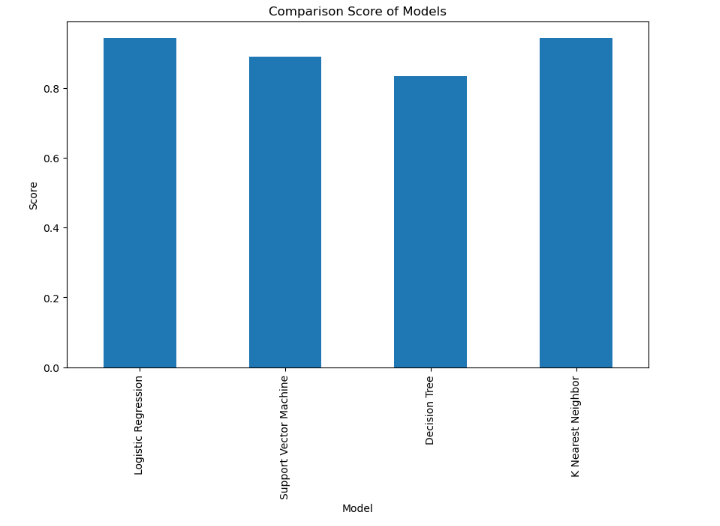 Comparison Score of Models
Score
0.8
0.6
0.4
0.2
0.0
Logistic Regression
Support Vector Machine
Decision Tree
K Nearest Neighbor
Model